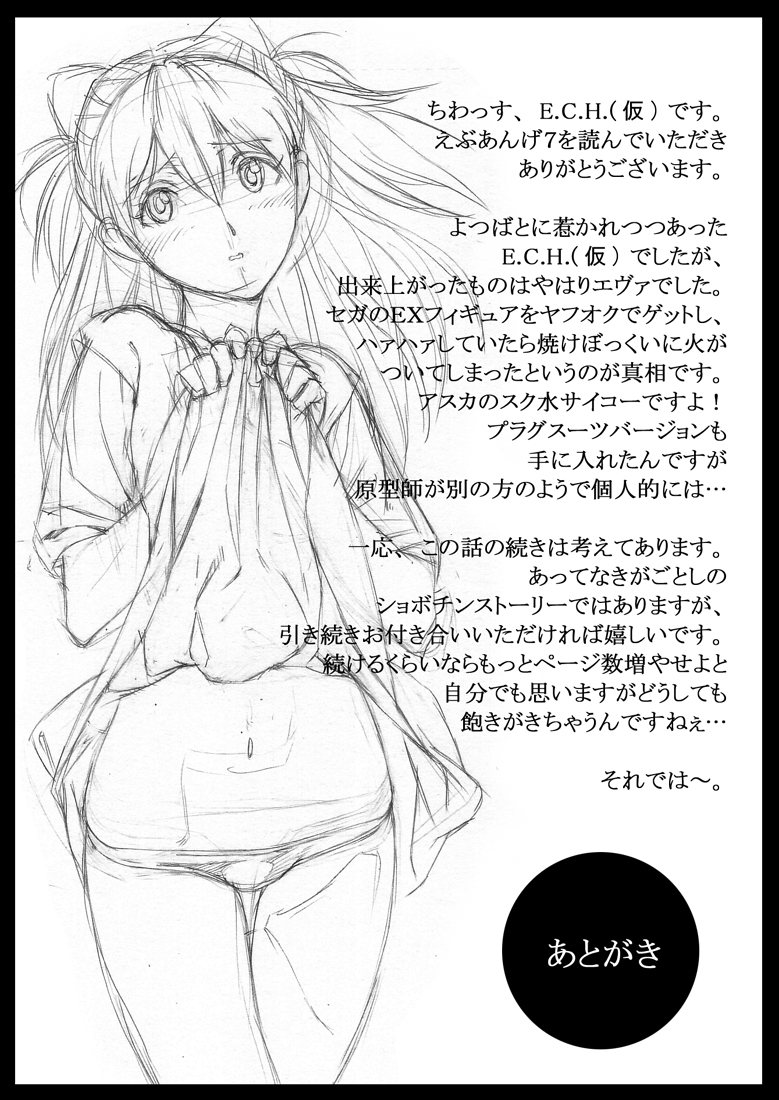 ちわっす、E.C.H.(仮)です。
えぶあんげ7を読んでいただき
ありがとうございます。
よつばとに惹かれつつあった
E.C.H.(仮)でしたが、
出来上がったものはやはりエヴァでした。
セガのEXフィギュアをヤフオクでゲットし、
ハァハァしていたら焼けぼっくいに火が
ついてしまったというのが真相です。
アスカのスク水サイコーですよ！
プラグスーツバージョンも
手に入れたんですが
原型師が別の方のようで個人的には…
一応、この話の続きは考えてあります。
あってなきがごとしの
ショボチンストーリーではありますが、
引き続きお付き合いいただければ嬉しいです。
続けるくらいならもっとページ数増やせよと
自分でも思いますがどうしても
飽きがきちゃうんですねぇ…
それでは〜。
あとがき